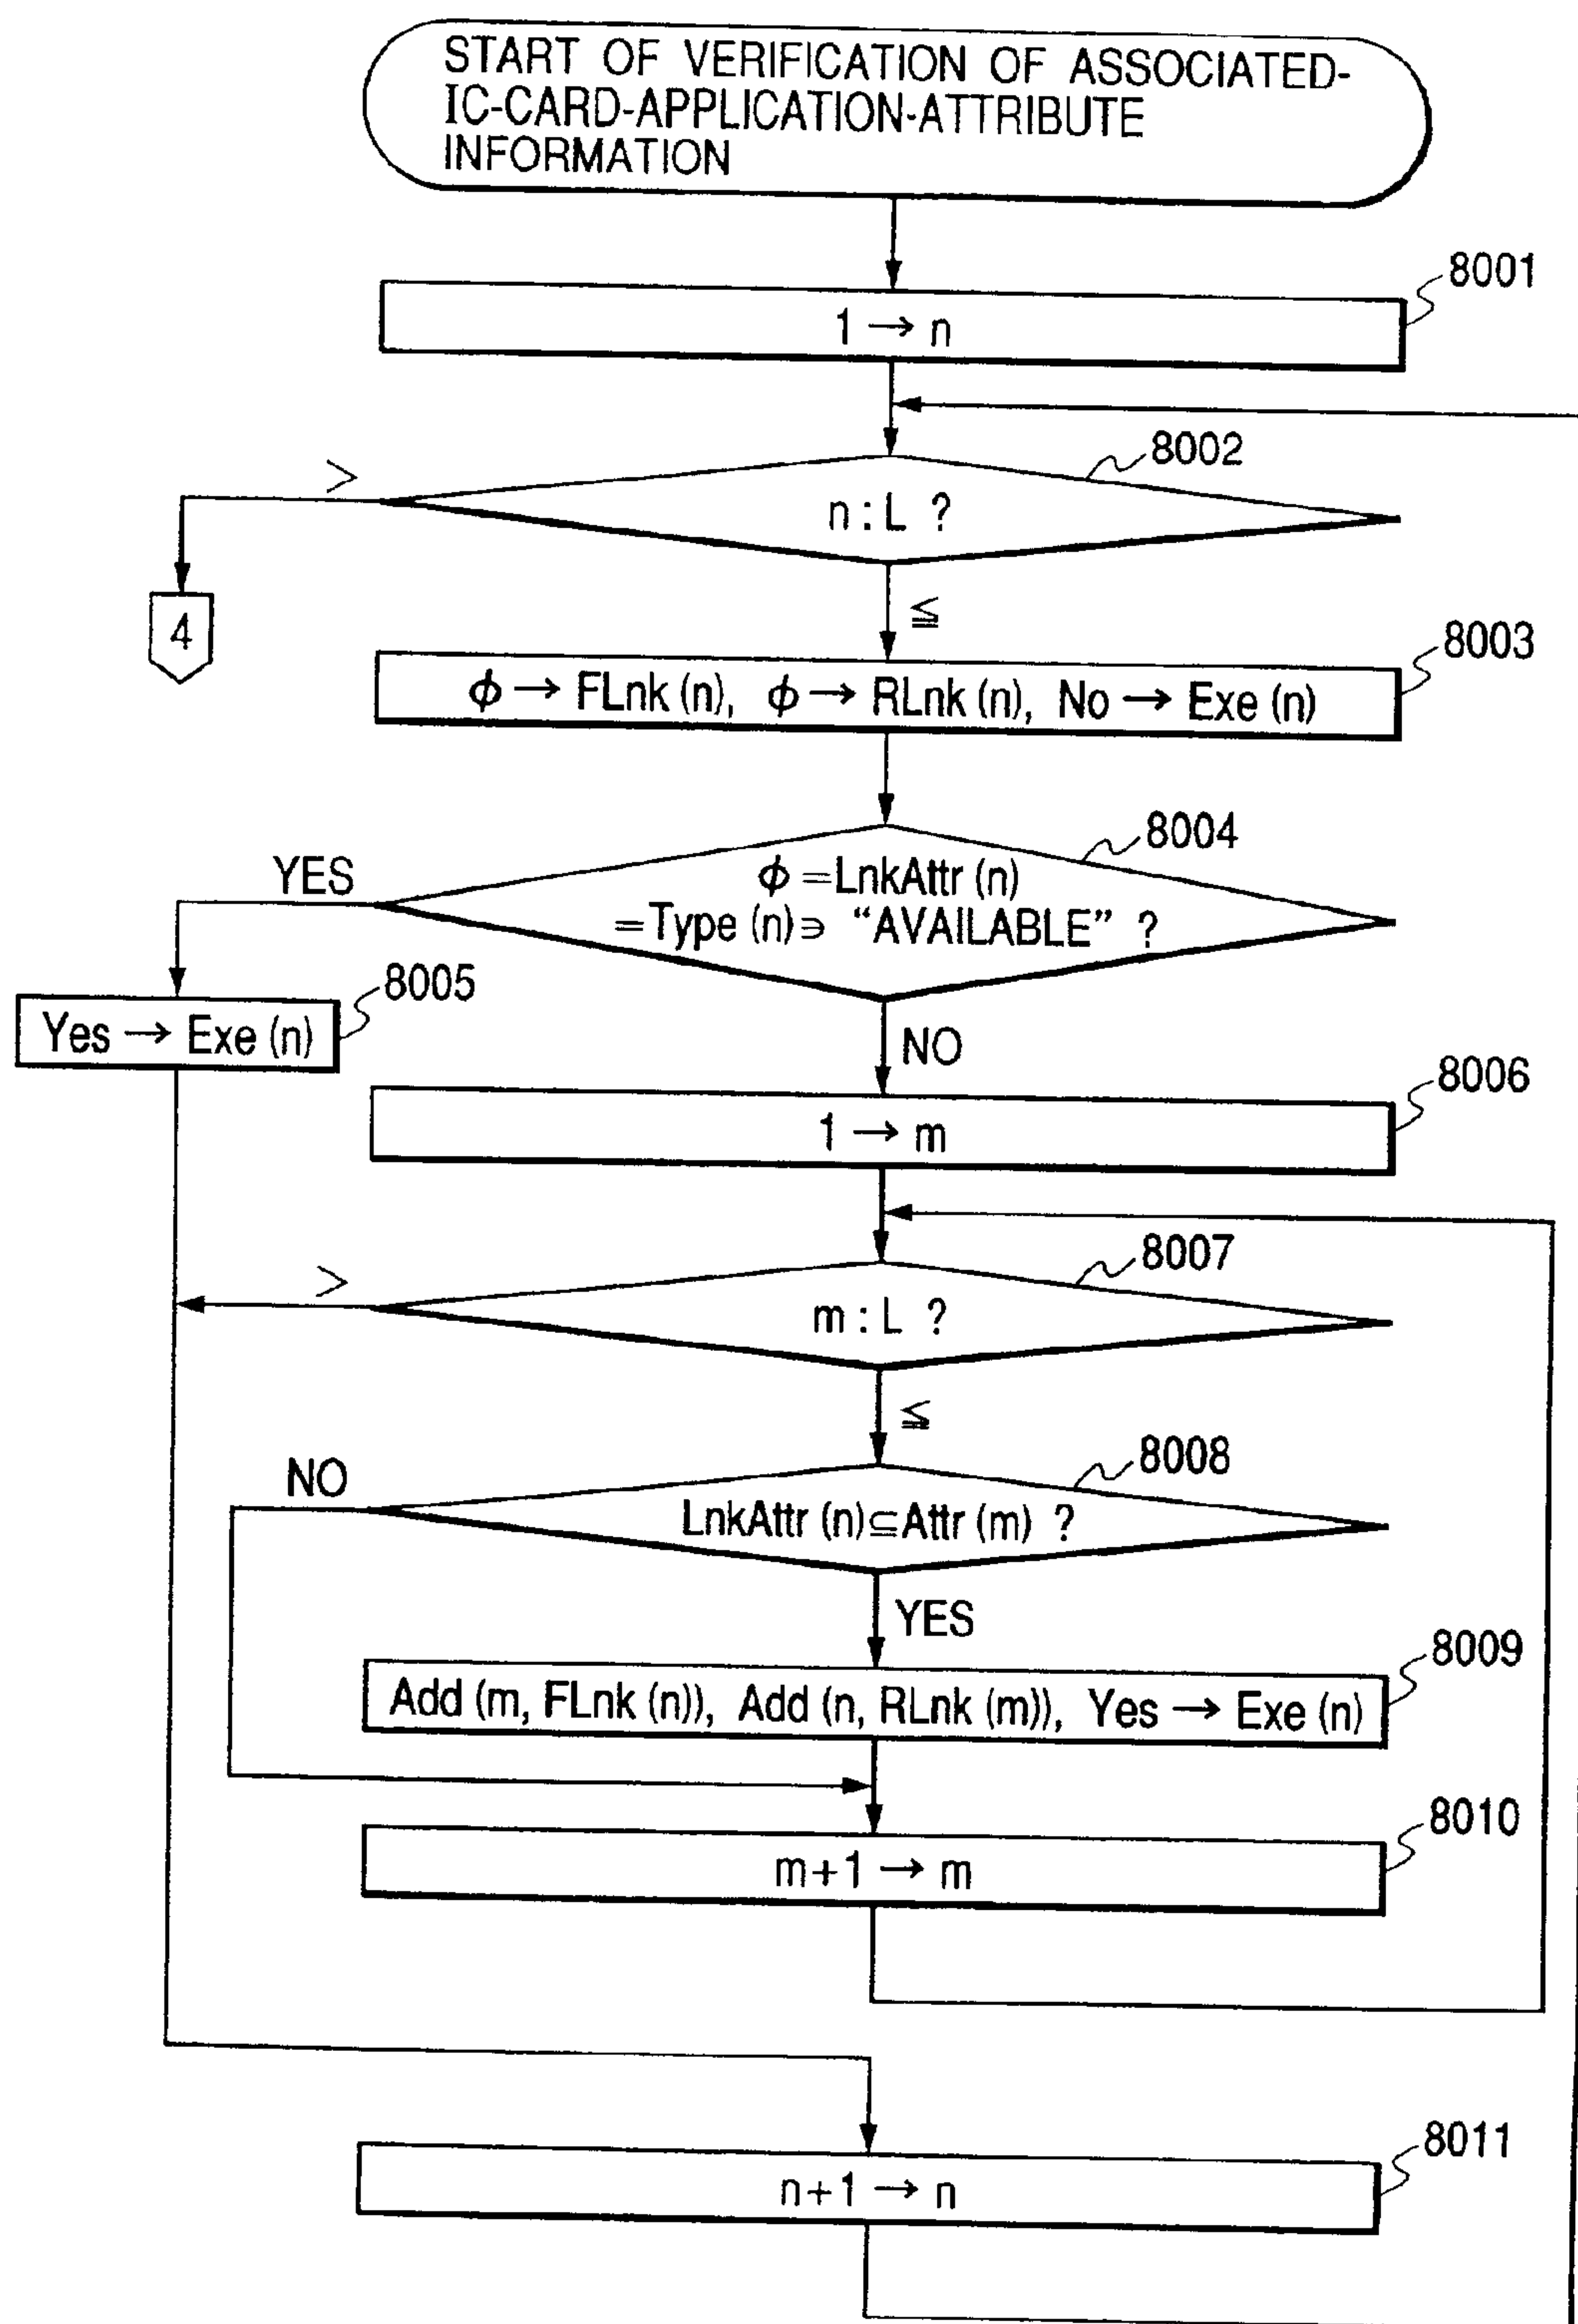 START OF VERIFICATION OF ASSOCIATED-
IC-CARD-APPLICATION-ATTRIBUTE
INFORMATION
8001
1 → n
8002
>
n : L ?
4
≦
8003
ϕ → FLnk (n), ϕ → RLnk (n), No → Exe (n)
8004
YES
ϕ =LnkAttr (n)
=Type (n)∋ “AVAILABLE” ?
8005
Yes → Exe (n)
NO
8006
1 → m
8007
>
m : L ?
≦
8008
NO
LnkAttr (n)⊆Attr (m) ?
YES
8009
Add (m, FLnk (n)), Add (n, RLnk (m)), Yes → Exe (n)
8010
m+1 → m
8011
n+1 → n